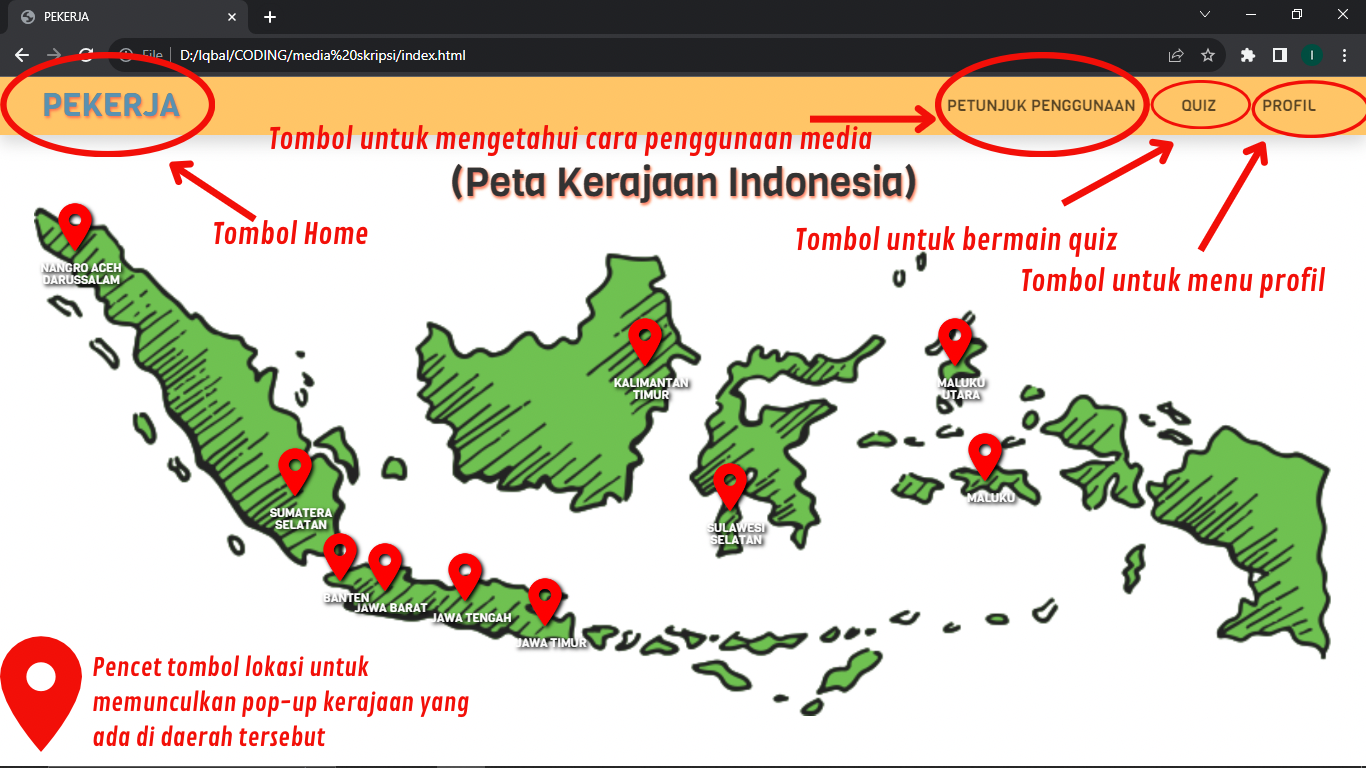 PEKERJA
File
D:/Iqbal/CODING/media%20skripsi/index.html
I
PEKERJA
PETUNJUK PENGGUNAAN
QUIZ
PROFIL
Tombol untuk mengetahui cara penggunaan media
(Peta Kerajaan Indonesia)
Tombol Home
Tombol untuk bermain quiz
Tombol untuk menu profil
NANGRO ACEH
DARUSSALAM
KALIMANTAN
TIMUR
MALUKU
UTARA
MALUKU
SUMATERA
SELATAN
SULAWESI
SELATAN
BANTEN
JAWA BARAT
JAWA TENGAH
JAWA TIMUR
Pencet tombol lokasi untuk
memunculkan pop-up kerajaan yang
ada di daerah tersebut